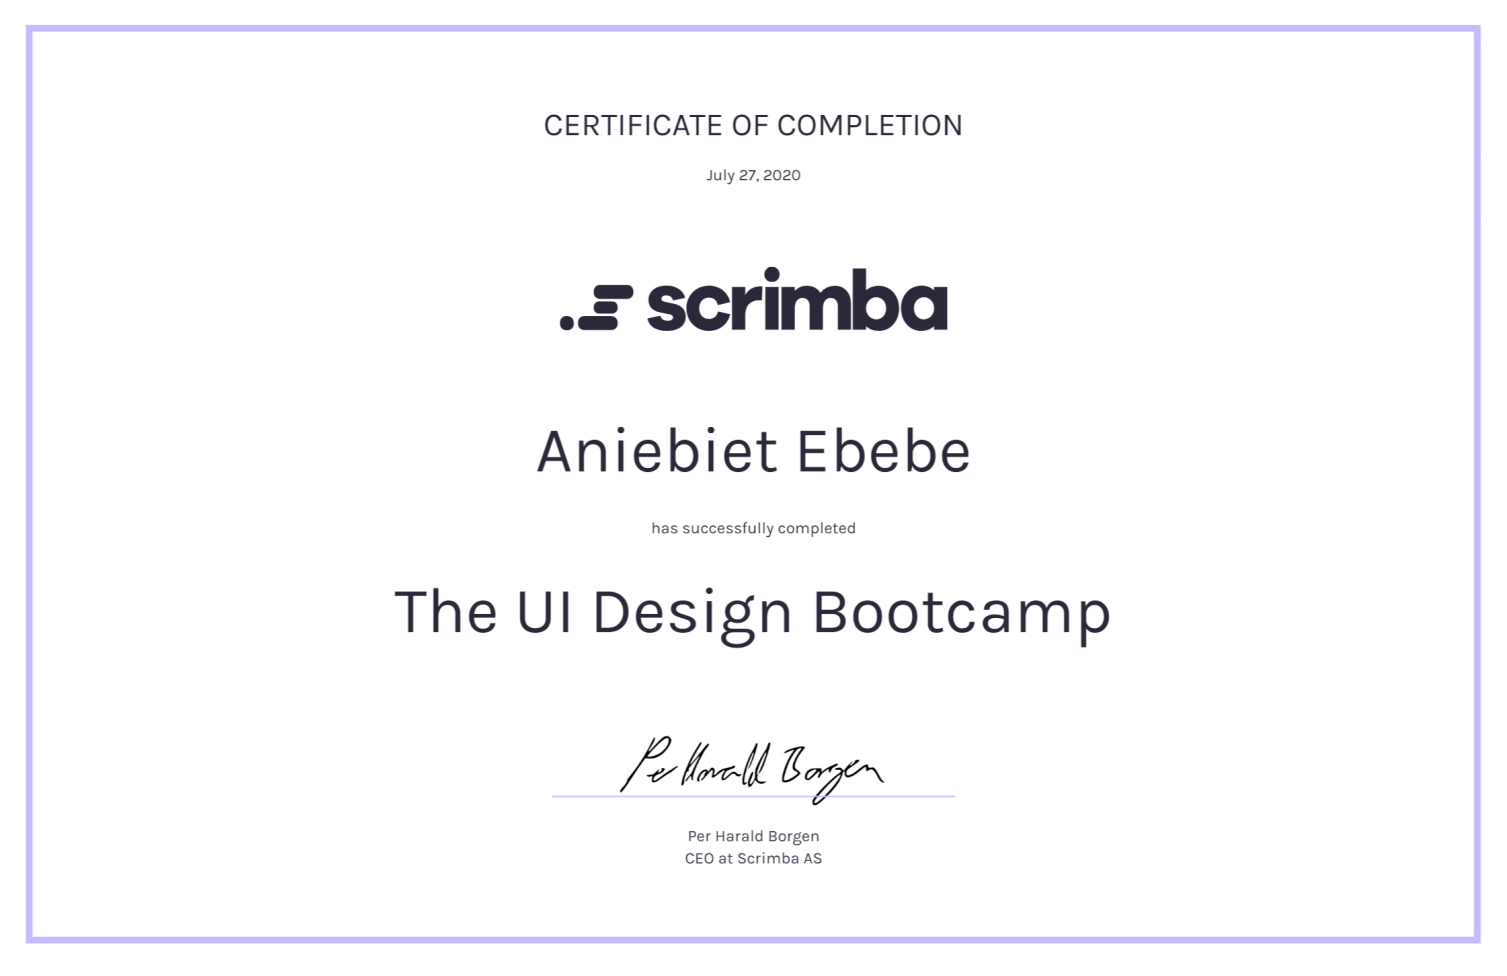 CERTIFICATE OF COMPLETION
July 27, 2020
scrimba
Aniebiet Ebebe
has successfully completed
The UI Design Bootcamp
Per Harald Borgen
Per Harald Borgen
CEO at Scrimba AS